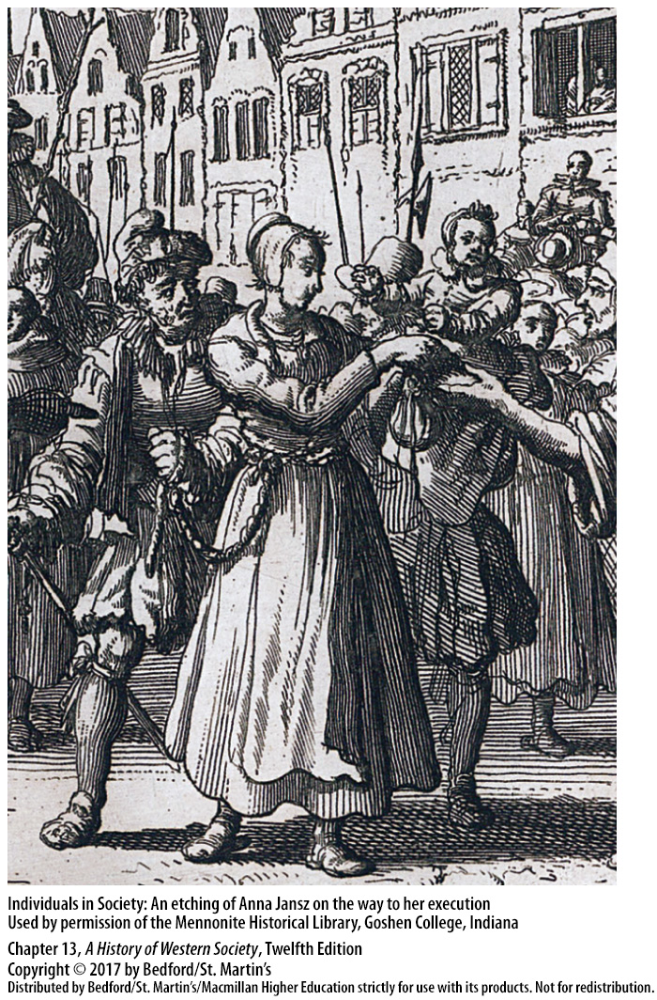 Individuals in Society: An etching of Anna Jansz on the way to her execution
Used by permission of the Mennonite Historical Library, Goshen College, Indiana
Chapter 13, A History of Western Society, Twelfth Edition
Copyright © 2017 by Bedford/St. Martin’s
Distributed by Bedford/St. Martin’s/Macmillan Higher Education strictly for use with its products. Not for redistribution.